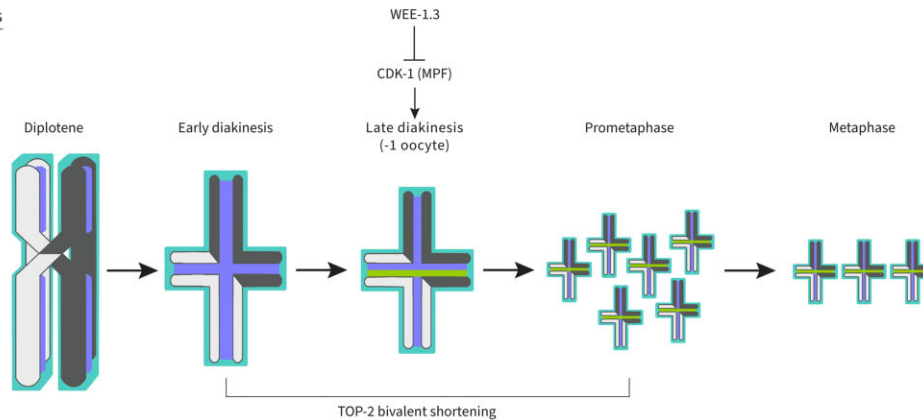 WEE-1.3
CDK-1 (MPF)
Diplotene
Early diakinesis
Late diakinesis
(-1 oocyte)
Prometaphase
Metaphase
TOP-2 bivalent shortening